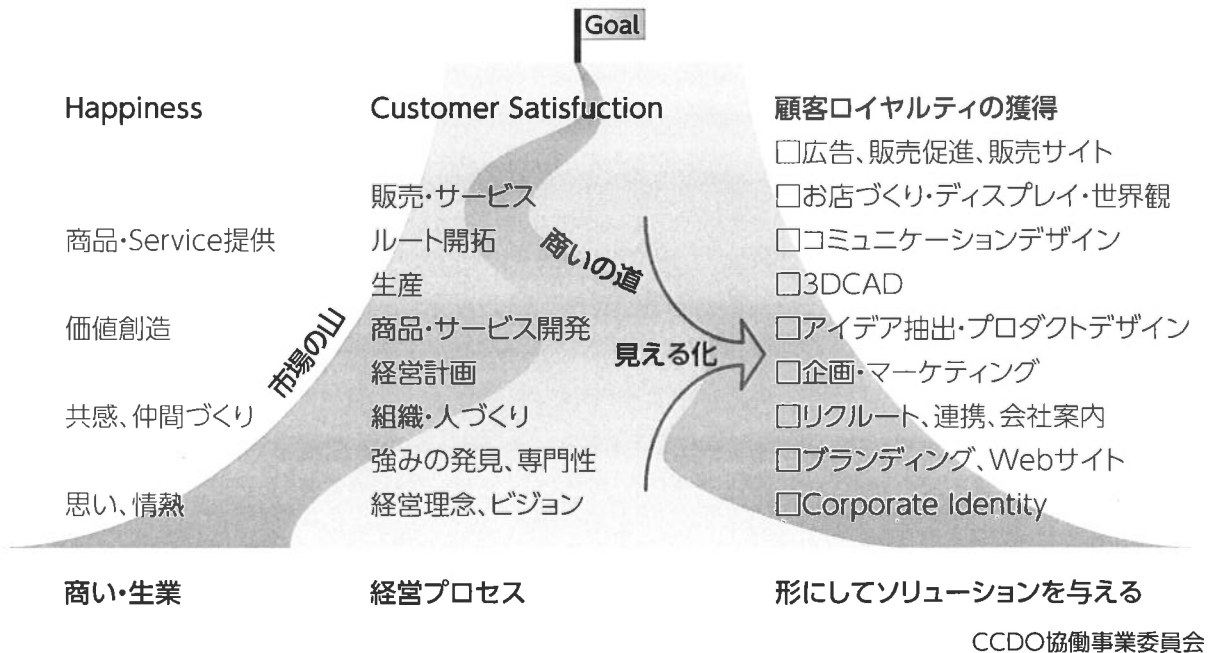 Goal
Happiness
Customer Satisfuction
顧客ロイヤルティの獲得
□広告、販売促進、販売サイト
販売・サービス
□お店づくり・ディスプレイ・世界観
商品・Service提供
ルート開拓
商いの道
□コミュニケーションデザイン
生産
□3DCAD
価値創造
市場の山
商品・サービス開発
見える化
□アイデア抽出・プロダクトデザイン
経営計画
□企画・マーケティング
共感、仲間づくり
組織・人づくり
□リクルート、連携、会社案内
強みの発見、専門性
□ブランディング、Webサイト
思い、情熱
経営理念、ビジョン
□Corporate Identity
商い・生業
経営プロセス
形にしてソリューションを与える
CCDO協働事業委員会